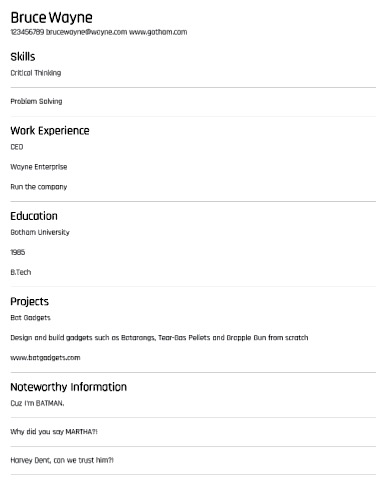 Bruce Wayne
123456789 brucewayne@wayne.com www.gotham.com
Skills
Critical Thinking
Problem Solving
Work Experience
CEO
Wayne Enterprise
Run the company
Education
Gotham University
1985
B.Tech
Projects
Bat Gadgets
Design and build gadgets such as Batarangs, Tear-Gas Pellets and Grapple Gun from scratch
www.batgadgets.com
Noteworthy Information
Cuz I'm BATMAN.
Why did you say MARTHA?!
Harvey Dent, can we trust him?!